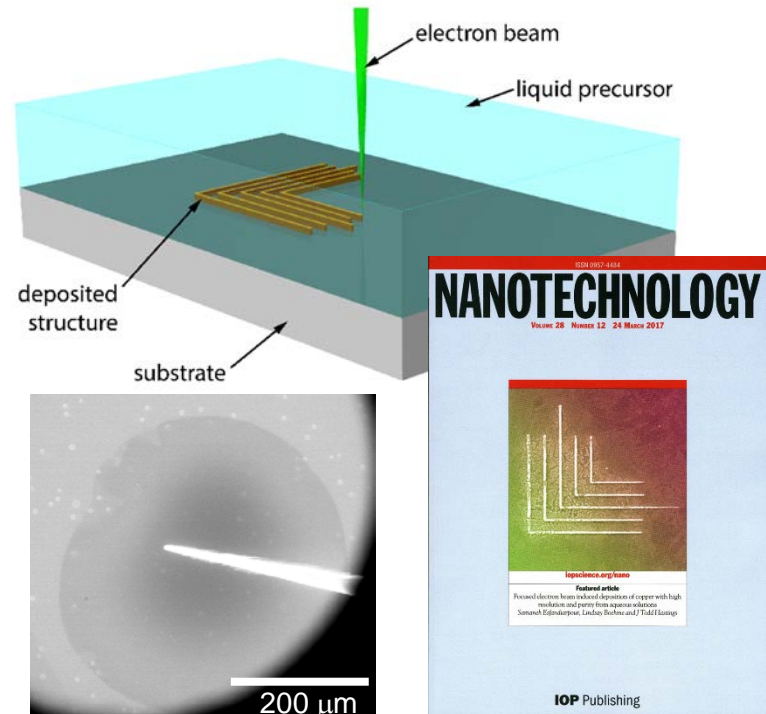 electron beam
liquid precursor
deposited
structure
substrate
200 µm
ISSN 0957-4484
NANOTECHNOLOGY
VOLUME 28 NUMBER 12 24 MARCH 2017
iopscience.org/nano
Featured article
Focused electron beam induced deposition of copper with high
resolution and purity from aqueous solutions
Samaneh Esfandiarpour, Lindsay Boehme and J Todd Hastings
IOP Publishing